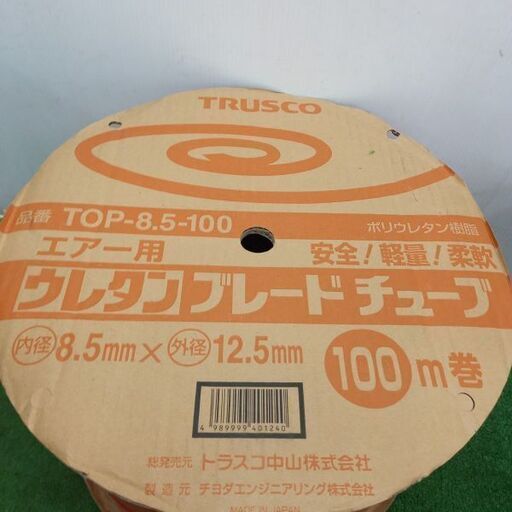 TRUSCO
品番 TOP-8.5-100
ポリウレタン樹脂
エアー用
安全!軽量!柔軟
ウレタンブレードチューブ
内径8.5mm×外径12.5mm
100m巻
4 989999 401240
総発売元 トラスコ中山株式会社
製造元 チヨダエンジニアリング株式会社
MADE IN JAPAN